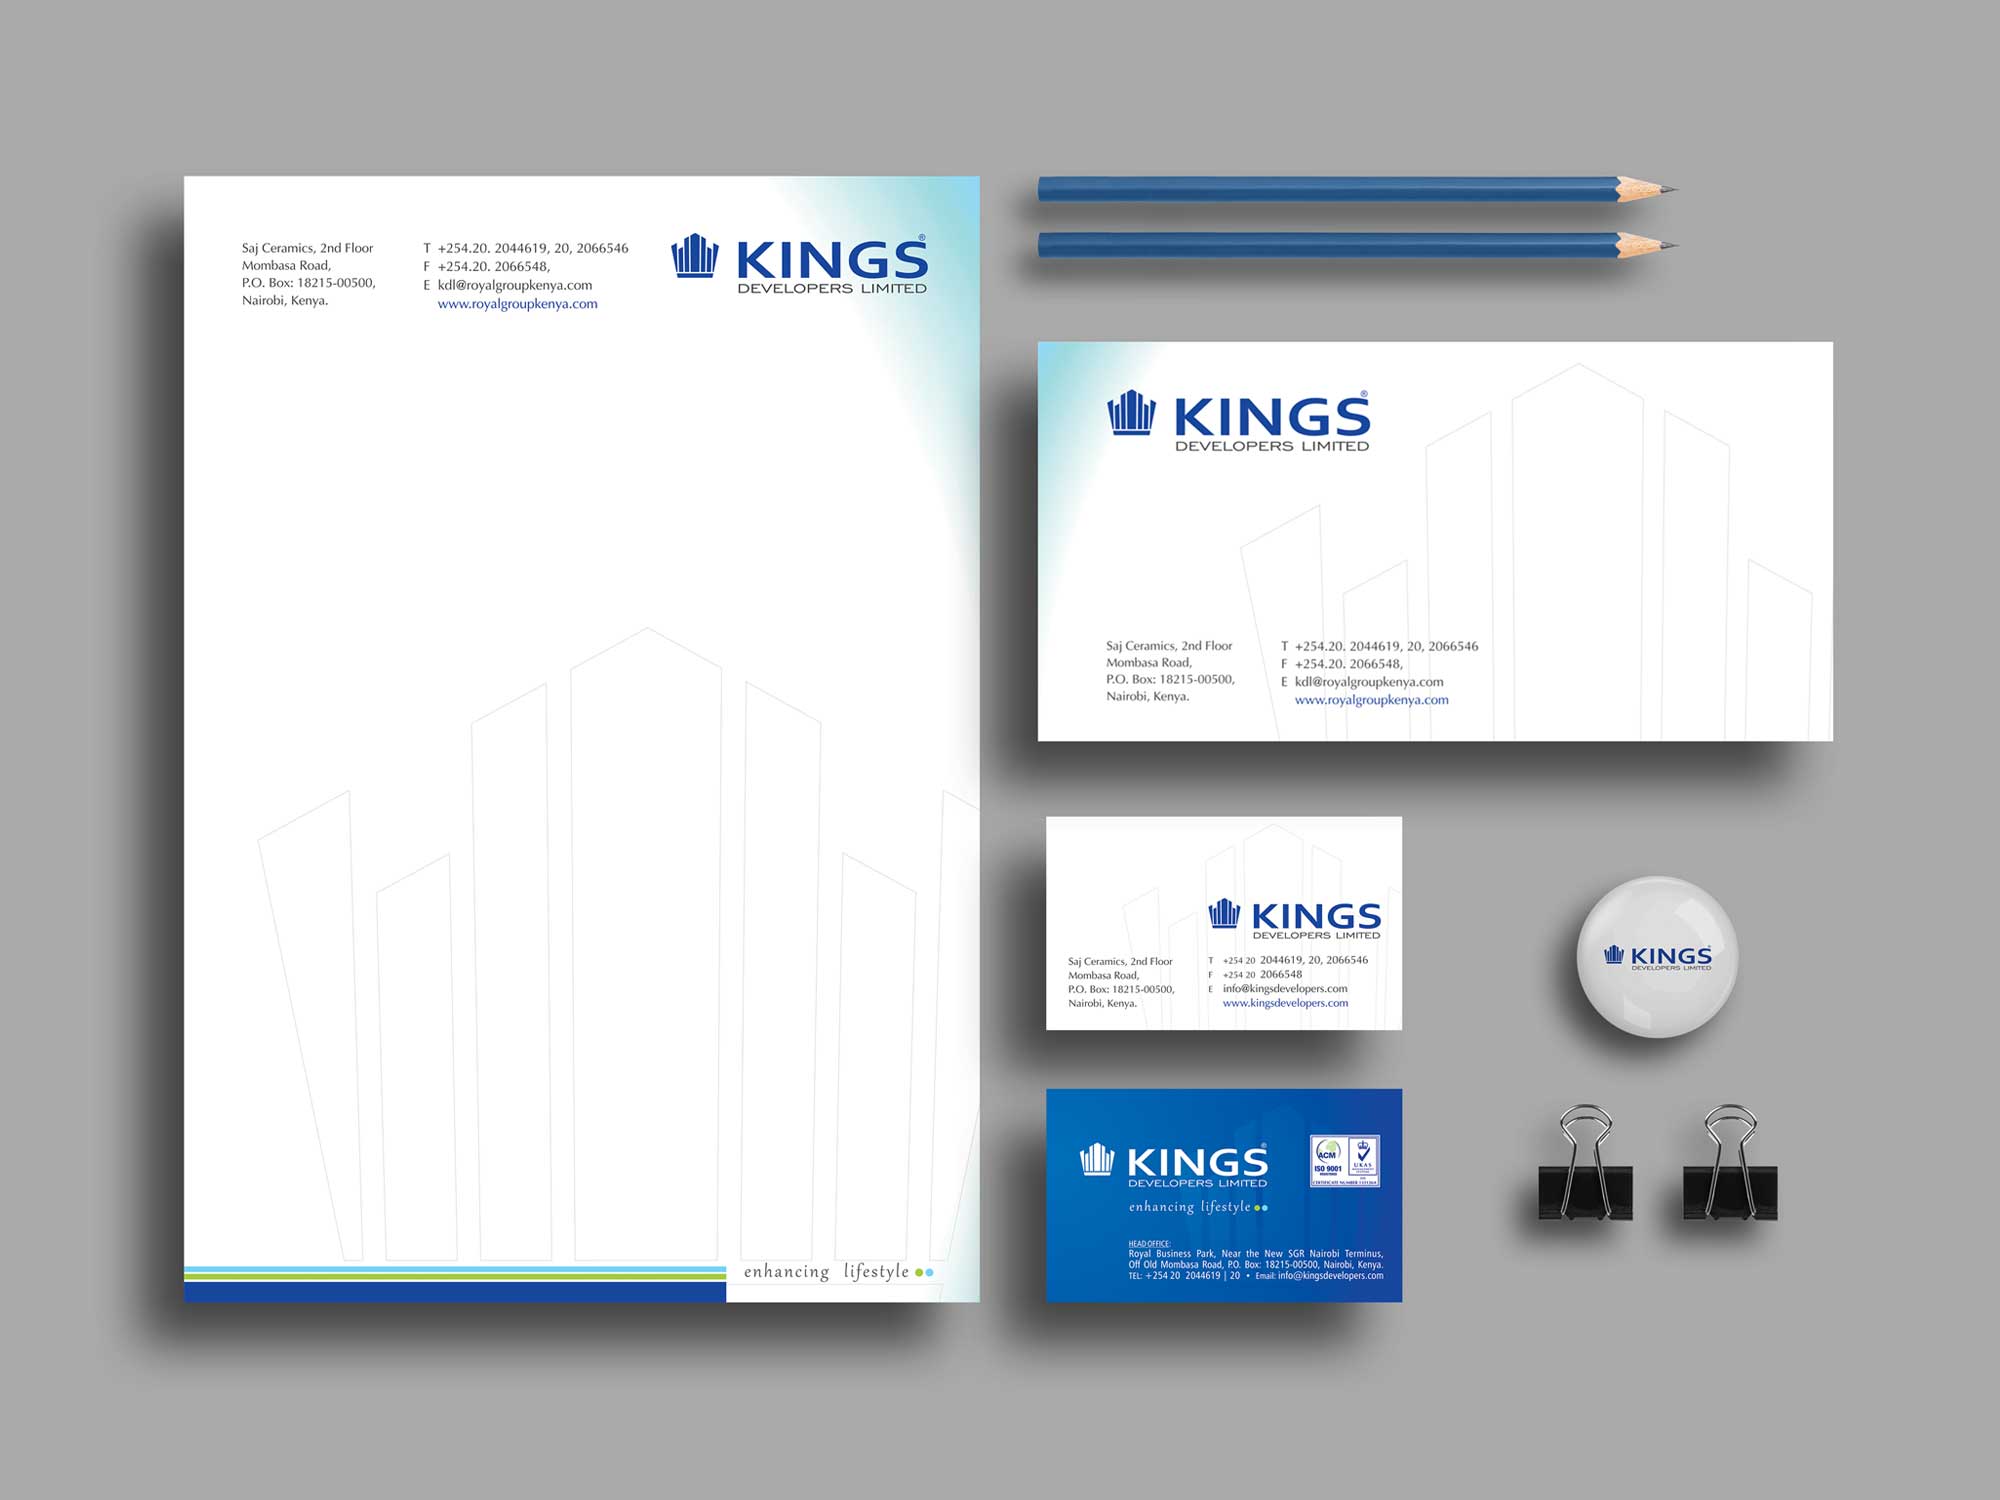 Saj Ceramics, 2nd Floor
Mombasa Road,
P.O. Box: 18215-00500,
Nairobi, Kenya.
T +254.20. 2044619, 20, 2066546
F +254.20. 2066548,
E kdl@royalgroupkenya.com
www.royalgroupkenya.com
KINGS®
DEVELOPERS LIMITED
enhancing lifestyle
KINGS®
DEVELOPERS LIMITED
Saj Ceramics, 2nd Floor
Mombasa Road,
P.O. Box: 18215-00500,
Nairobi, Kenya.
T +254.20. 2044619, 20, 2066546
F +254.20. 2066548,
E kdl@royalgroupkenya.com
www.royalgroupkenya.com
KINGS
DEVELOPERS LIMITED
Saj Ceramics, 2nd Floor
Mombasa Road,
P.O. Box: 18215-00500,
Nairobi, Kenya.
T +254 20 2044619, 20, 2066546
F +254 20 2066548
E info@kingsdevelopers.com
www.kingsdevelopers.com
KINGS
DEVELOPERS LIMITED
KINGS®
DEVELOPERS LIMITED
enhancing lifestyle
ACM
ISO 9001
REGISTERED
UKAS
MANAGEMENT
SYSTEMS
HEAD OFFICE:
Royal Business Park, Near the New SGR Nairobi Terminus,
Off Old Mombasa Road, P.O. Box: 18215-00500, Nairobi, Kenya.
TEL: +254 20 2044619 | 20 • Email: info@kingsdevelopers.com